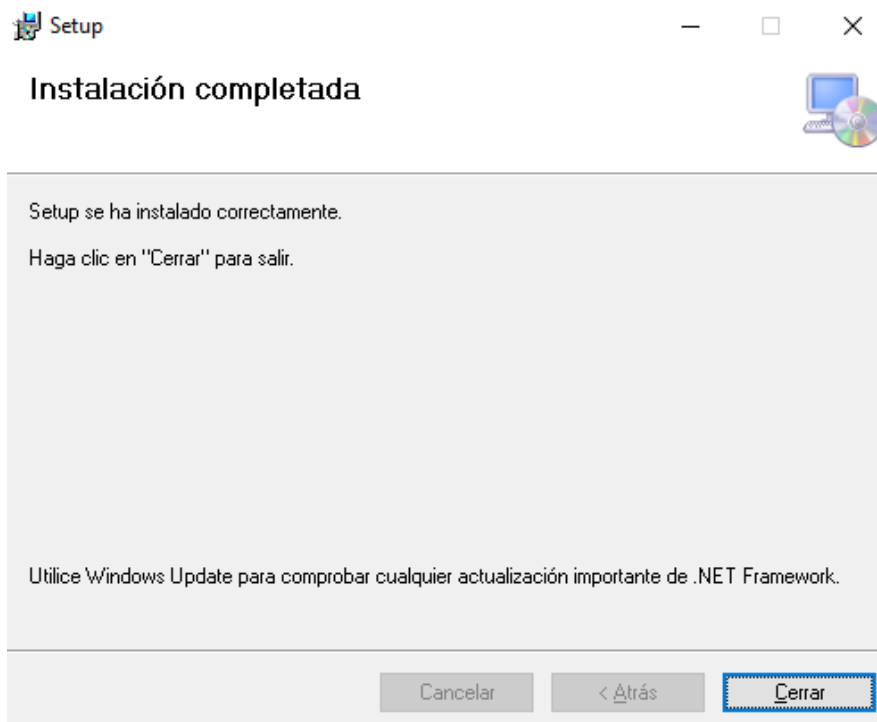 Setup
Instalación completada
Setup se ha instalado correctamente.
Haga clic en "Cerrar" para salir.
Utilice Windows Update para comprobar cualquier actualización importante de .NET Framework.
Cancelar
< Atrás
Cerrar